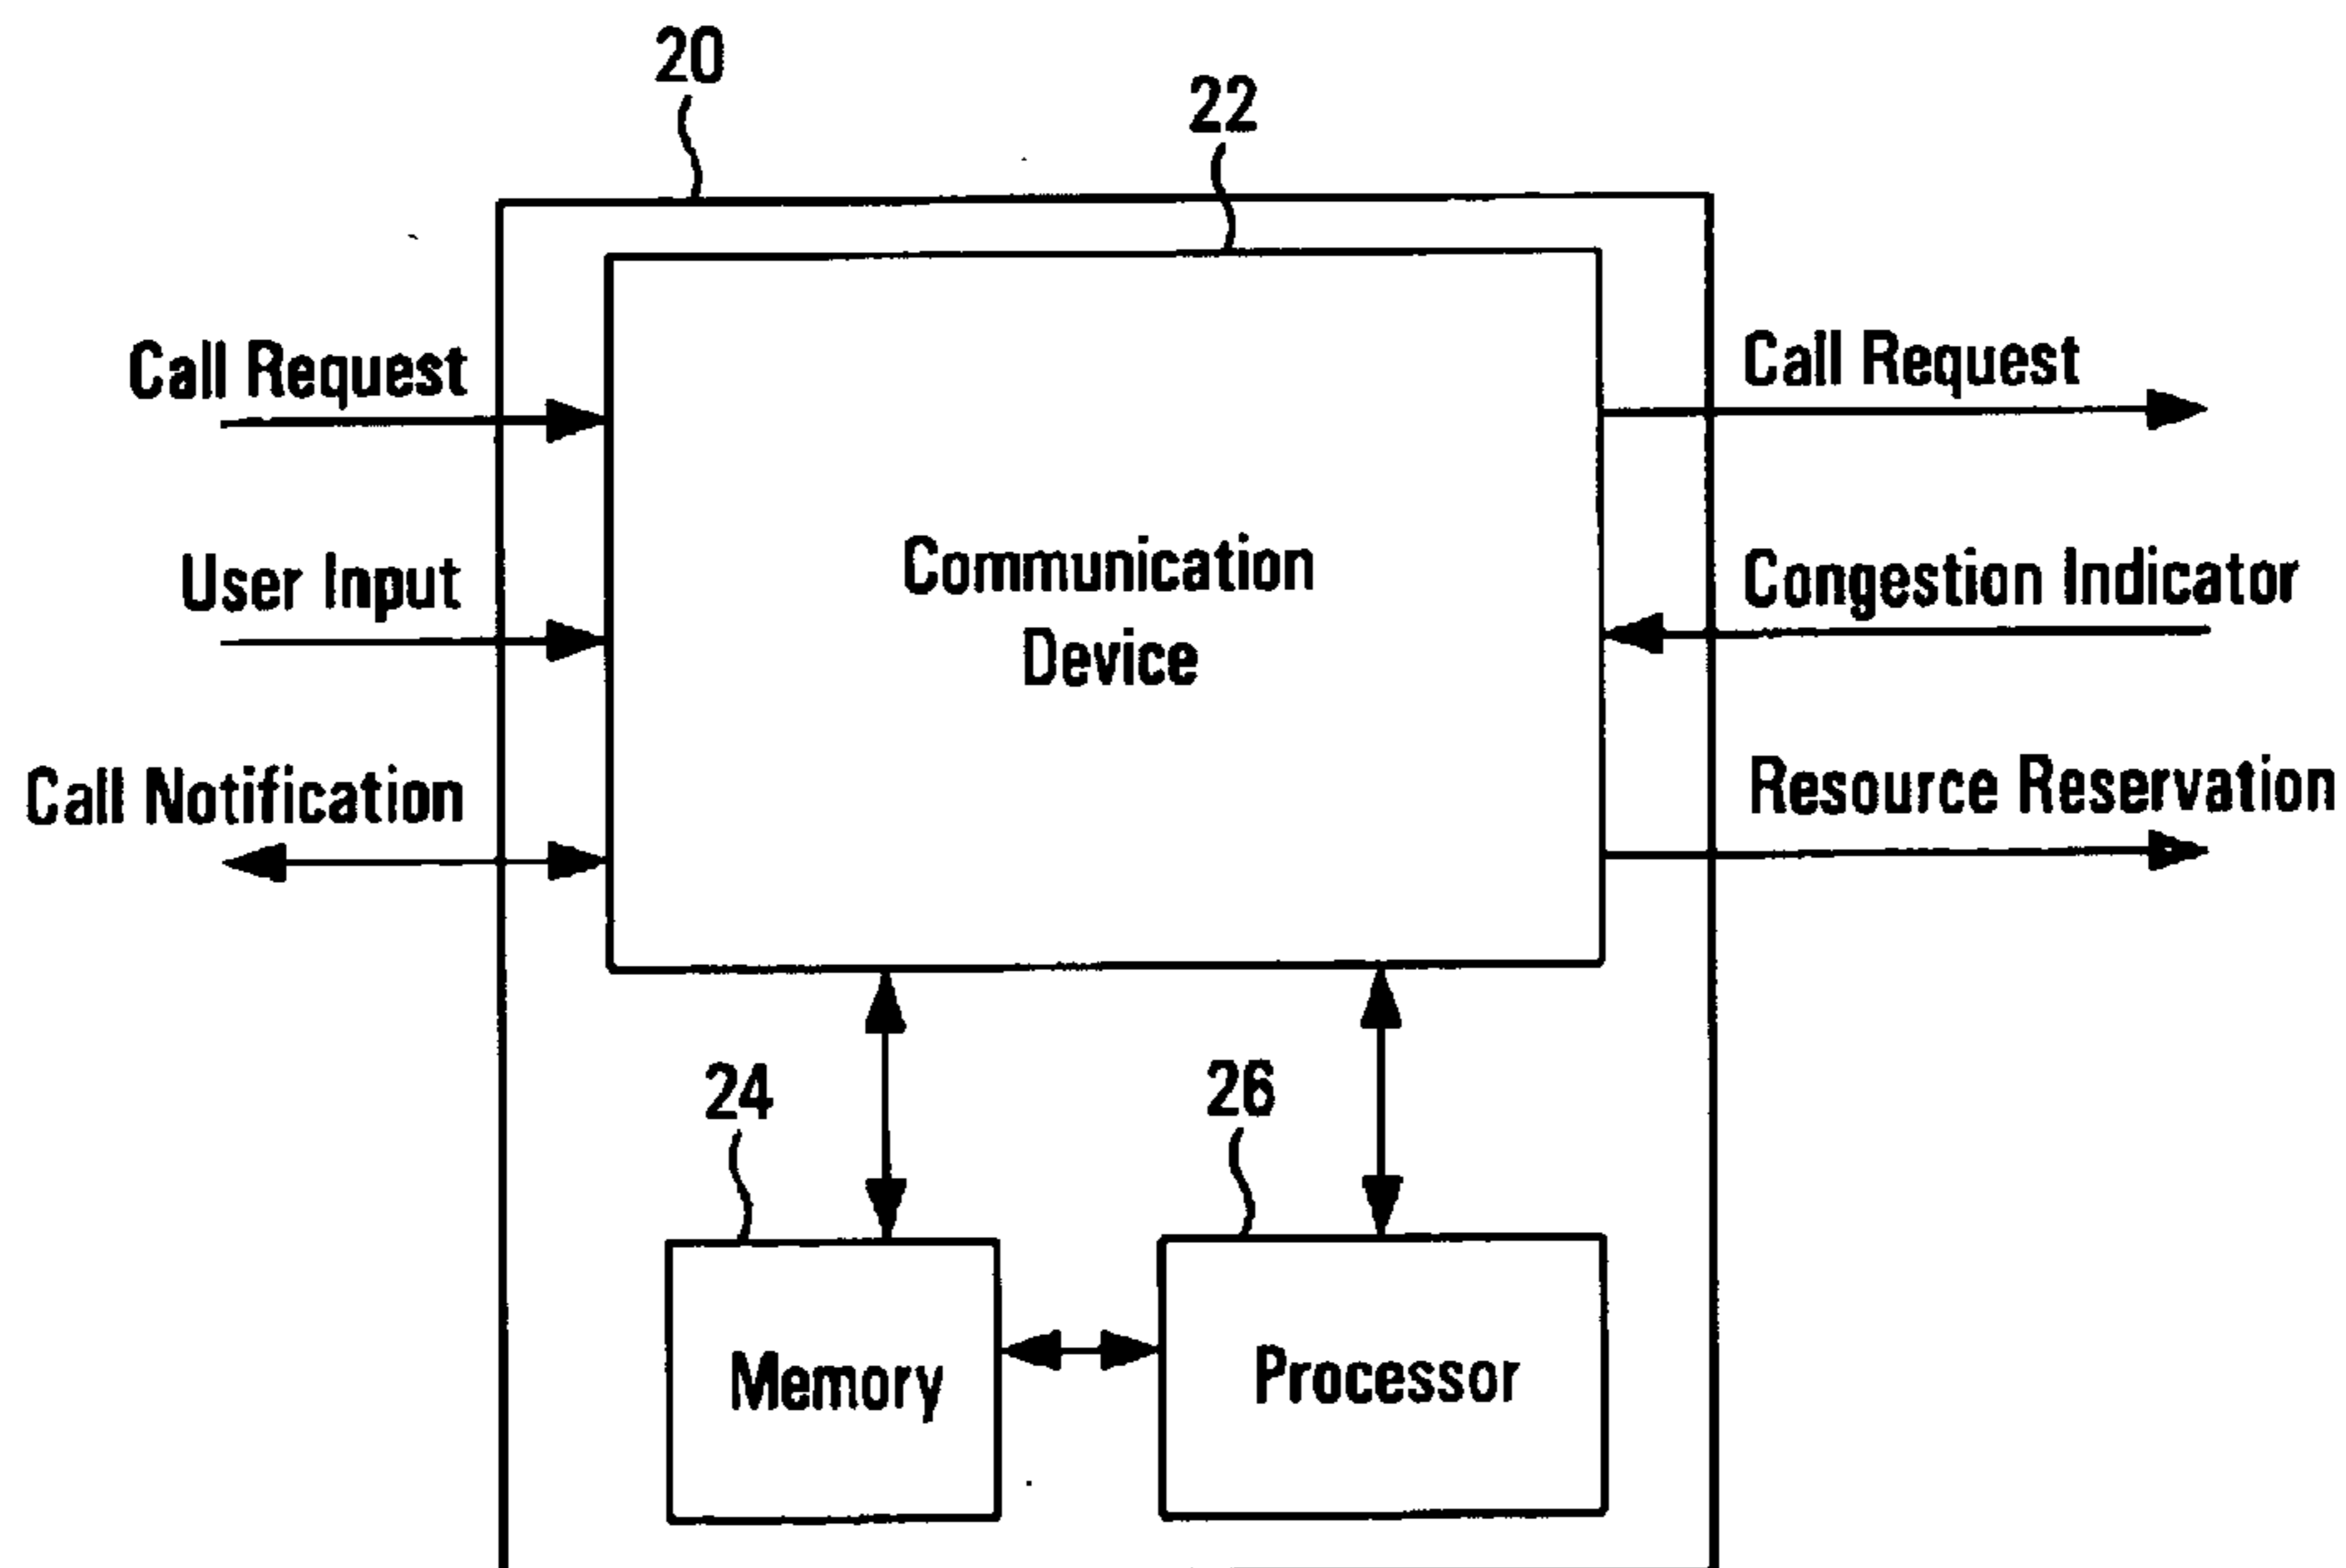 20
22
Call Request
Call Request
User Input
Communication
Device
Congestion Indicator
Call Notification
Resource Reservation
24
26
Memory
Processor